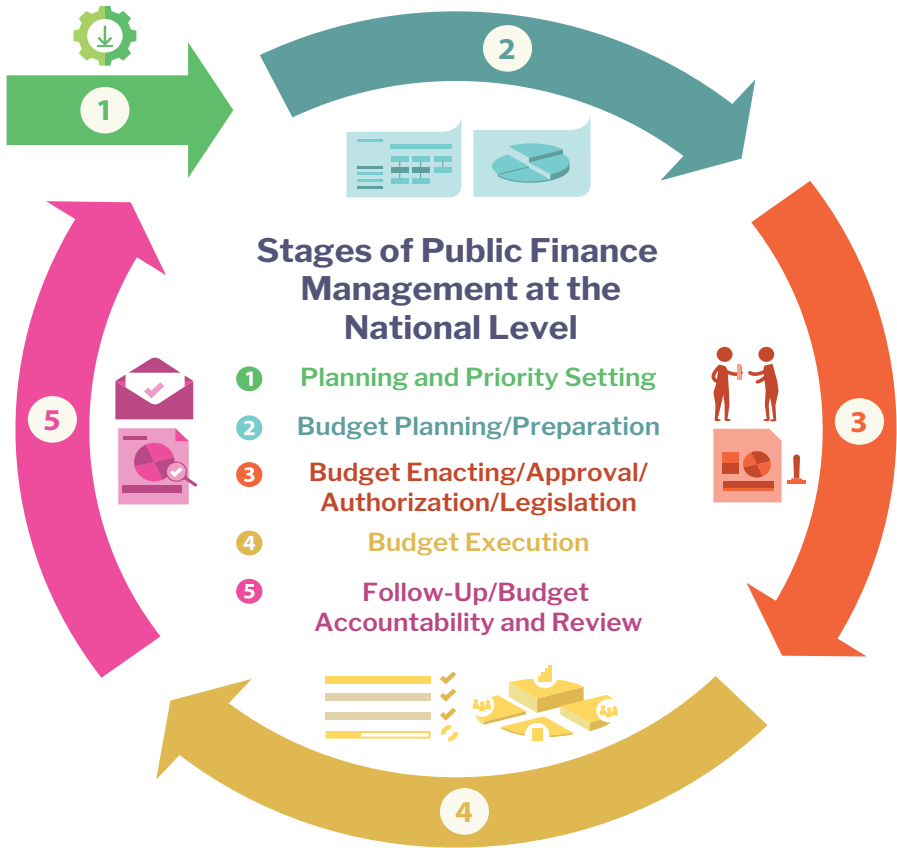 1
2
Stages of Public Finance
Management at the
National Level
1 Planning and Priority Setting
2 Budget Planning/Preparation
3 Budget Enacting/Approval/
Authorization/Legislation
4 Budget Execution
5 Follow-Up/Budget
Accountability and Review
5
3
4